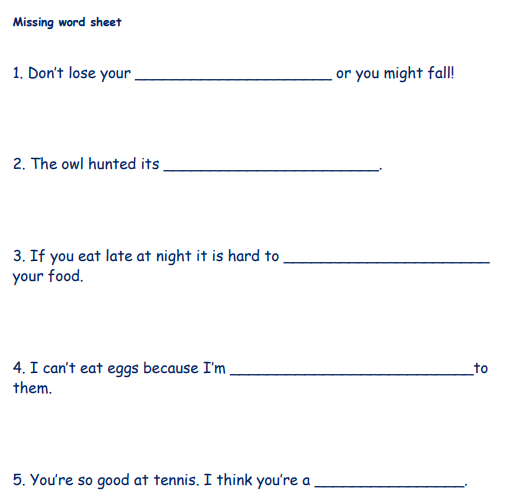 Missing word sheet
1. Don't lose your ______________________ or you might fall!
2. The owl hunted its ________________________.
3. If you eat late at night it is hard to _______________________
your food.
4. I can't eat eggs because I'm ___________________________to
them.
5. You're so good at tennis. I think you're a _________________.